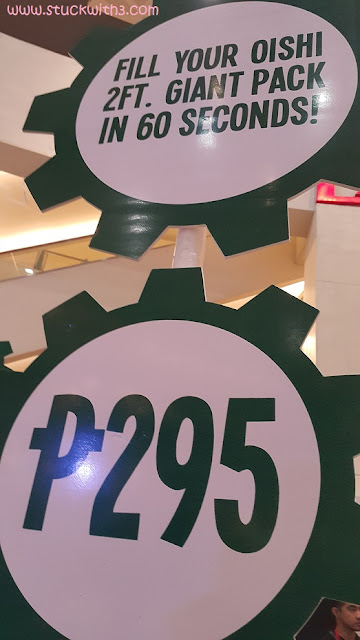 www.stuckwith3.com
FILL YOUR OISHI
2FT. GIANT PACK
IN 60 SECONDS!
₱295